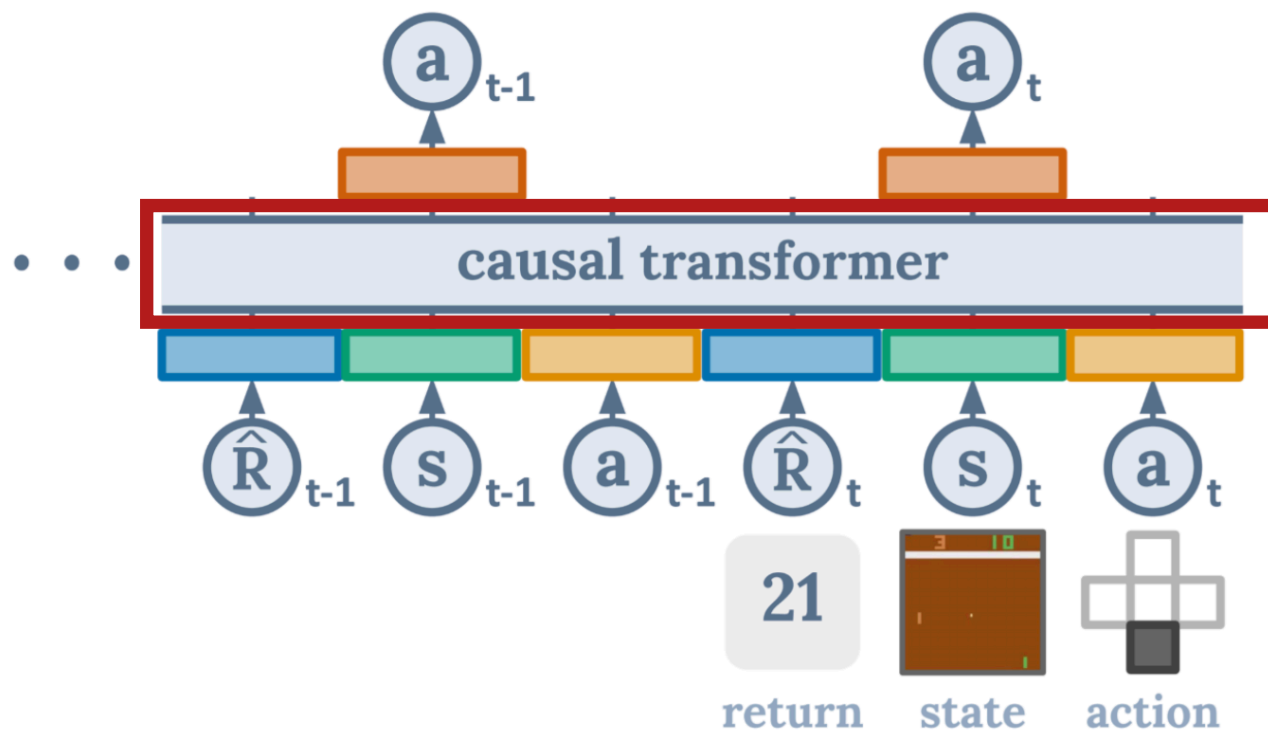 a t-1 a t
. . . causal transformer
R̂ t-1 s t-1 a t-1 R̂ t s t a t
21 3 10
return state action